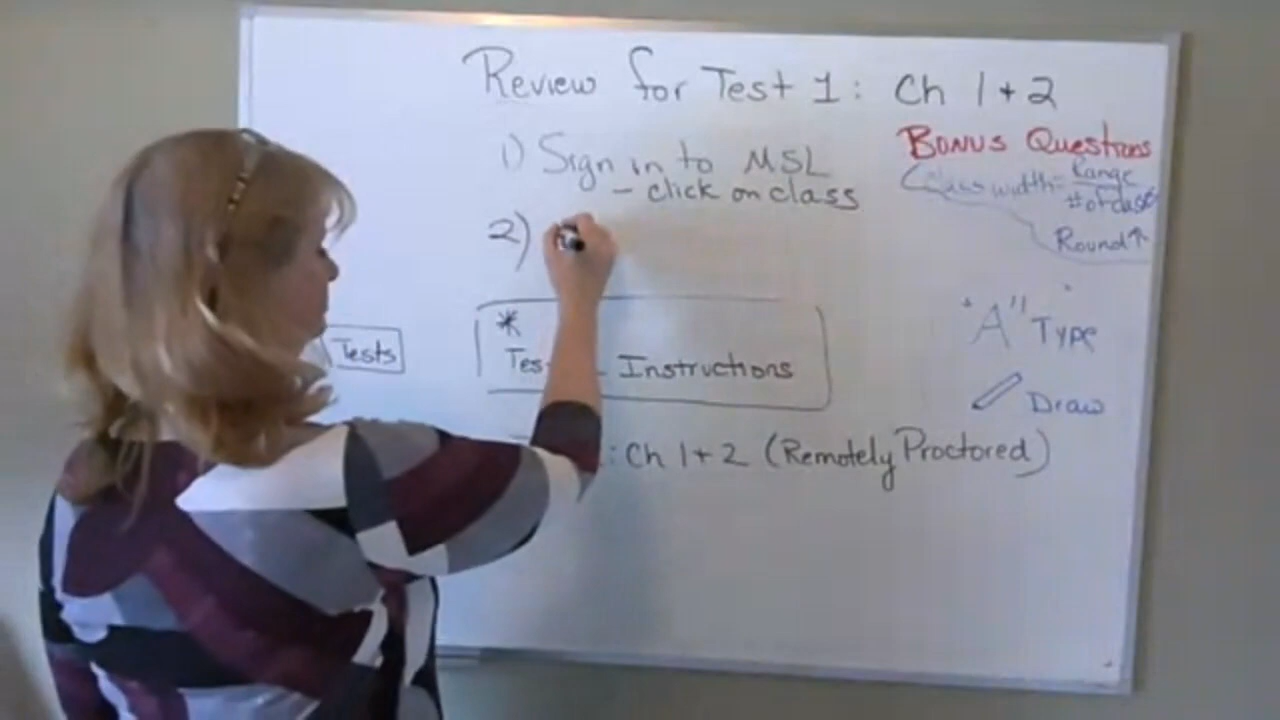 Review for Test 1: Ch 1+2
1) Sign in to MSL
- click on class
2)
BONUS Questions
Class width = Range
# of class
Round↑
"A" Type
Draw
Tests
*
Tes Instructions
: Ch 1+2 (Remotely Proctored)